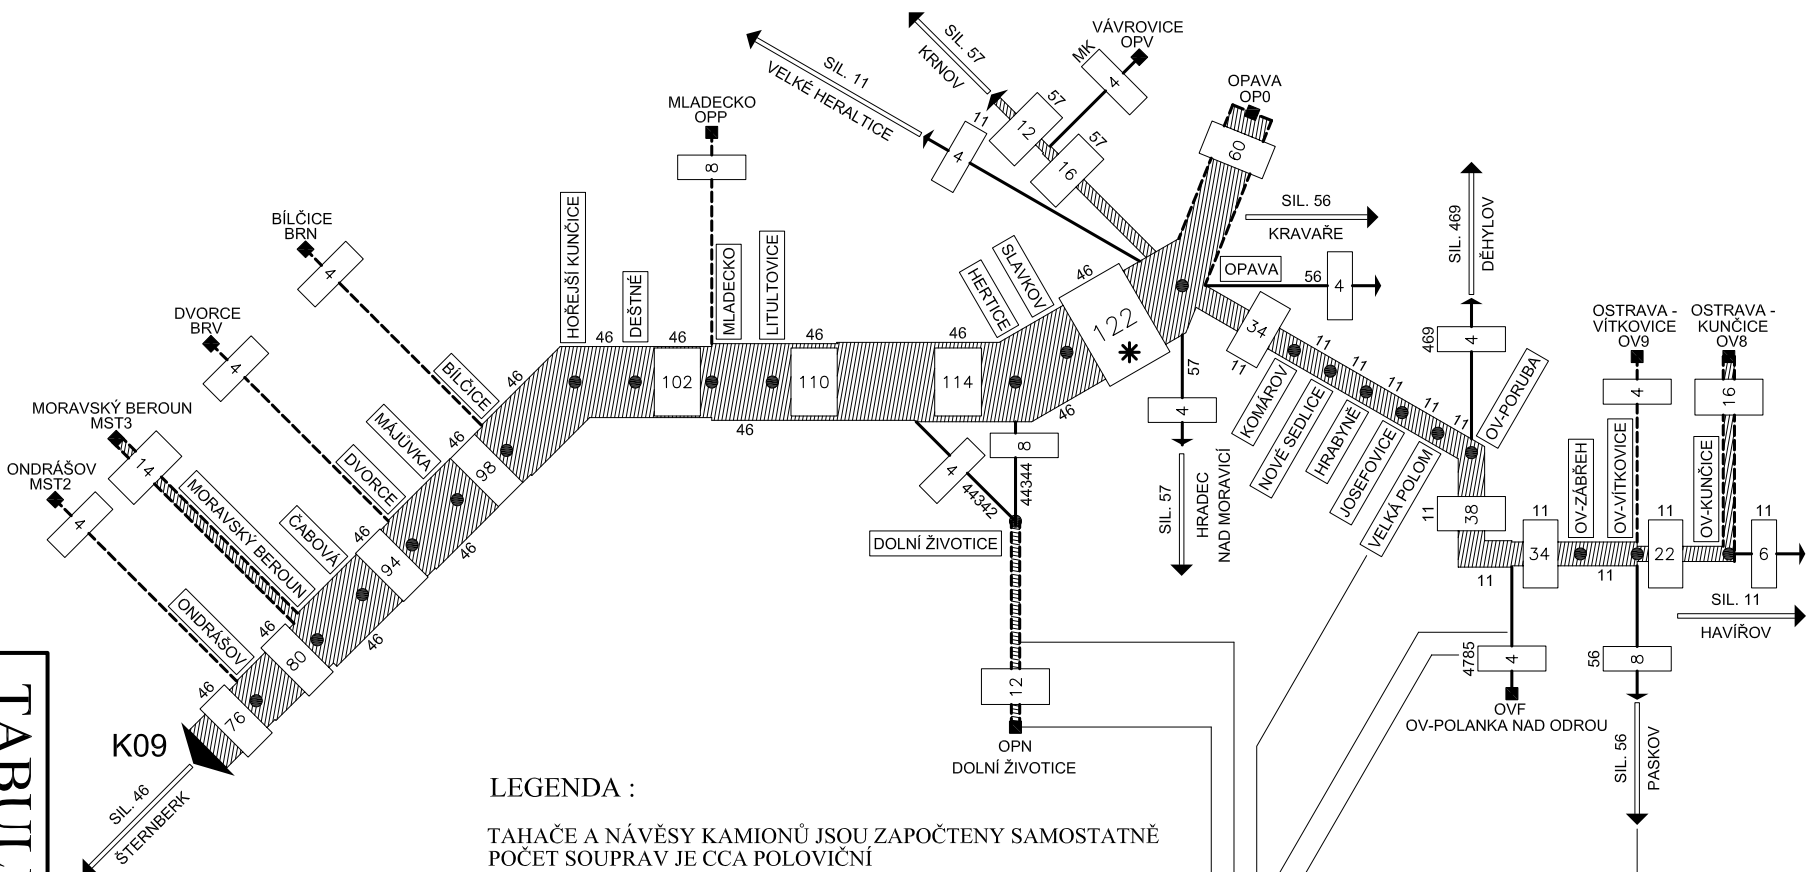 SIL. 57
KRNOV
SIL. 11
VELKÉ HERALTICE
VÁVROVICE
OPV
MK
4
57
12
57
16
11
4
OPAVA
OP0
60
MLADECKO
OPP
8
BÍLČICE
BRN
4
DVORCE
BRV
4
MORAVSKÝ BEROUN
MST3
14
ONDRÁŠOV
MST2
4
HOŘEJŠÍ KUNČICE
46
DEŠTNÉ
46
102
MLADECKO
LITULTOVICE
46
110
46
46
114
HERTICE
SLAVKOV
46
122
46
SIL. 56
KRAVAŘE
OPAVA
56
4
34
11
11
11
11
11
11
KOMÁROV
NOVÉ SEDLICE
HRABYNĚ
JOSEFOVICE
VELKÁ POLOM
OV-PORUBA
SIL. 469
DĚHYLOV
469
4
OSTRAVA -
VÍTKOVICE
OV9
4
OSTRAVA -
KUNČICE
OV8
16
OV-ZÁBŘEH
OV-VÍTKOVICE
OV-KUNČICE
11
38
11
11
34
11
11
22
11
6
SIL. 11
HAVÍŘOV
4785
4
OVF
OV-POLANKA NAD ODROU
56
8
SIL. 56
PASKOV
57
4
SIL. 57
HRADEC
NAD MORAVICÍ
4
44342
8
44344
DOLNÍ ŽIVOTICE
12
OPN
DOLNÍ ŽIVOTICE
BÍLČICE
46
46
98
MÁJŮVKA
DVORCE
46
46
94
ČABOVÁ
MORAVSKÝ BEROUN
46
46
80
ONDRÁŠOV
46
76
K09
SIL. 46
ŠTERNBERK
LEGENDA :
TAHAČE A NÁVĚSY KAMIONŮ JSOU ZAPOČTENY SAMOSTATNĚ
POČET SOUPRAV JE CCA POLOVIČNÍ